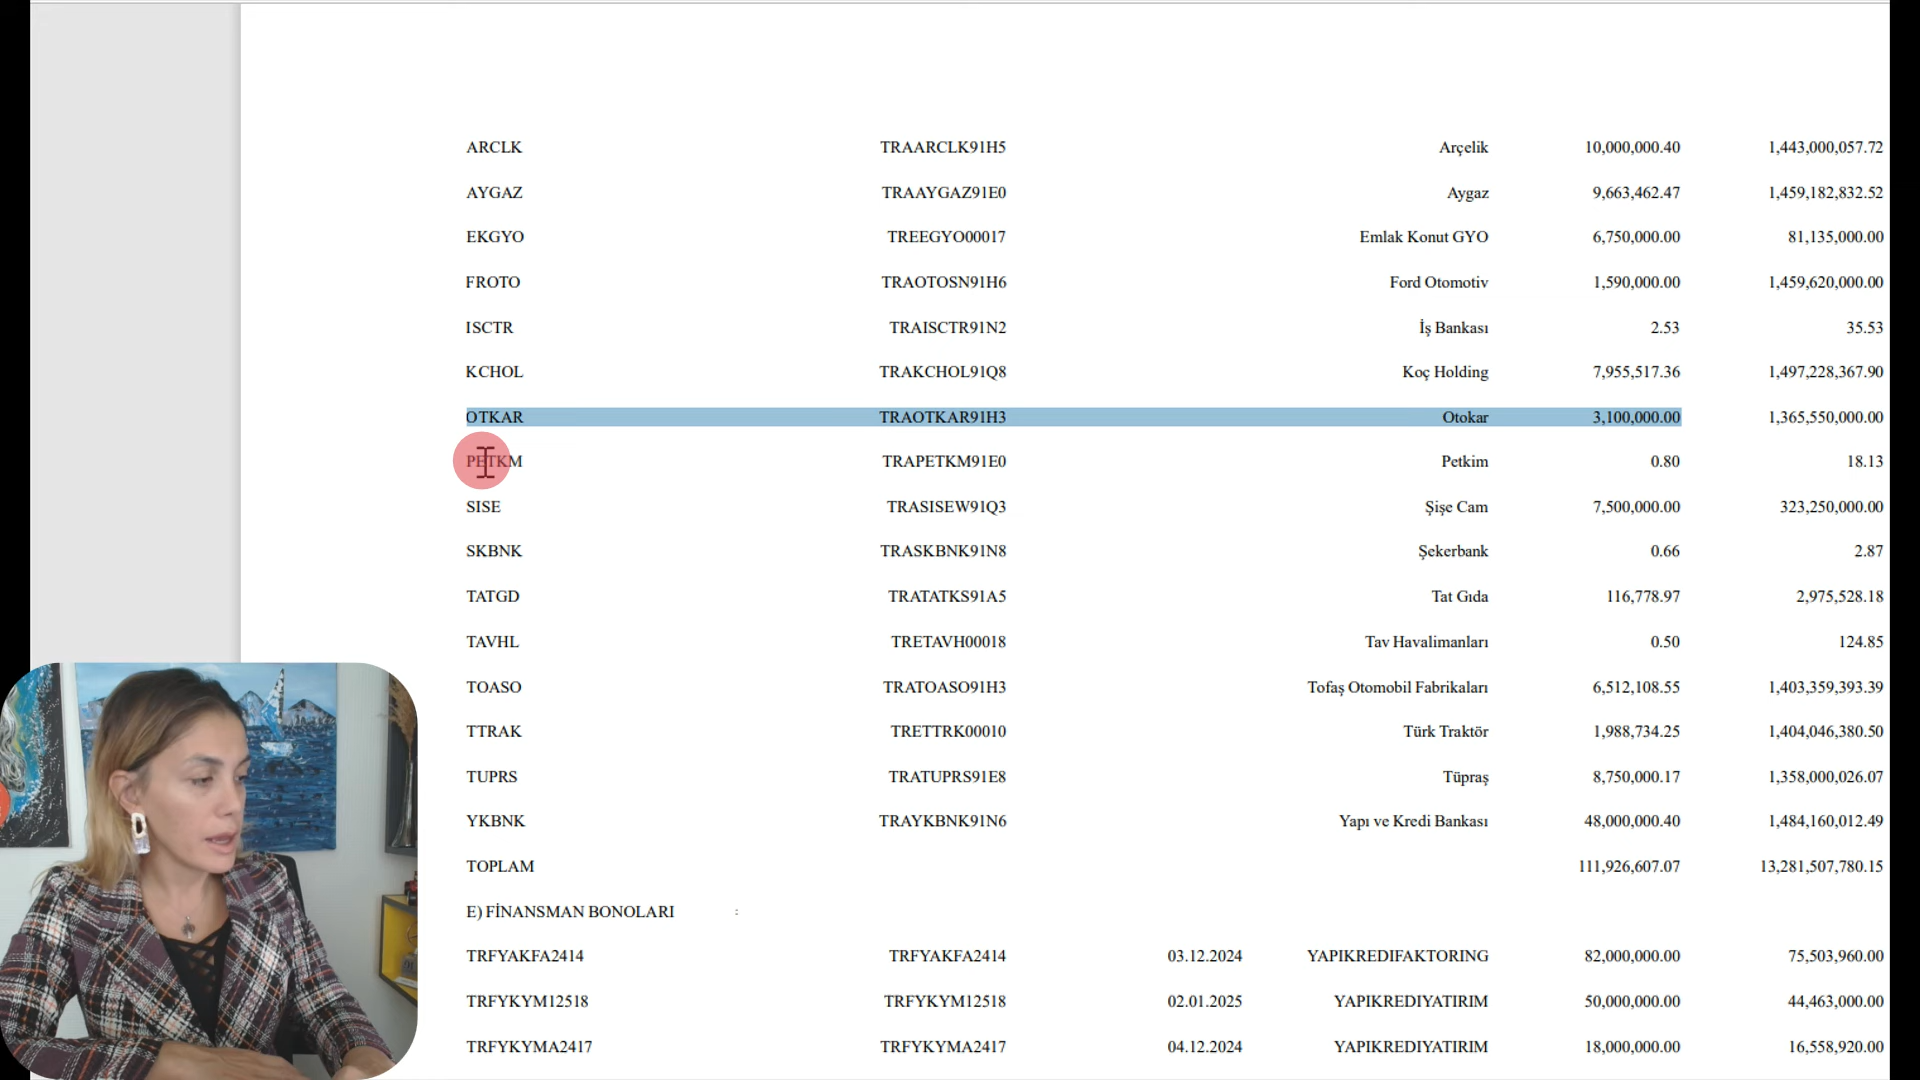 ARCLK TRAARCLK91H5 Arçelik 10,000,000.40 1,443,000,057.72
AYGAZ TRAAYGAZ91E0 Aygaz 9,663,462.47 1,459,182,832.52
EKGYO TREEGYO00017 Emlak Konut GYO 6,750,000.00 81,135,000.00
FROTO TRAOTOSN91H6 Ford Otomotiv 1,590,000.00 1,459,620,000.00
ISCTR TRAISCTR91N2 İş Bankası 2.53 35.53
KCHOL TRAKCHOL91Q8 Koç Holding 7,955,517.36 1,497,228,367.90
OTKAR TRAOTKAR91H3 Otokar 3,100,000.00 1,365,550,000.00
PETKM TRAPETKM91E0 Petkim 0.80 18.13
SISE TRASISEW91Q3 Şişe Cam 7,500,000.00 323,250,000.00
SKBNK TRASKBNK91N8 Şekerbank 0.66 2.87
TATGD TRATATKS91A5 Tat Gıda 116,778.97 2,975,528.18
TAVHL TRETAVH00018 Tav Havalimanları 0.50 124.85
TOASO TRATOASO91H3 Tofaş Otomobil Fabrikaları 6,512,108.55 1,403,359,393.39
TTRAK TRETTRK00010 Türk Traktör 1,988,734.25 1,404,046,380.50
TUPRS TRATUPRS91E8 Tüpraş 8,750,000.17 1,358,000,026.07
YKBNK TRAYKBNK91N6 Yapı ve Kredi Bankası 48,000,000.40 1,484,160,012.49
TOPLAM 111,926,607.07 13,281,507,780.15
E) FİNANSMAN BONOLARI :
TRFYAKFA2414 TRFYAKFA2414 03.12.2024 YAPIKREDIFAKTORING 82,000,000.00 75,503,960.00
TRFYKYM12518 TRFYKYM12518 02.01.2025 YAPIKREDIYATIRIM 50,000,000.00 44,463,000.00
TRFYKYMA2417 TRFYKYMA2417 04.12.2024 YAPIKREDIYATIRIM 18,000,000.00 16,558,920.00